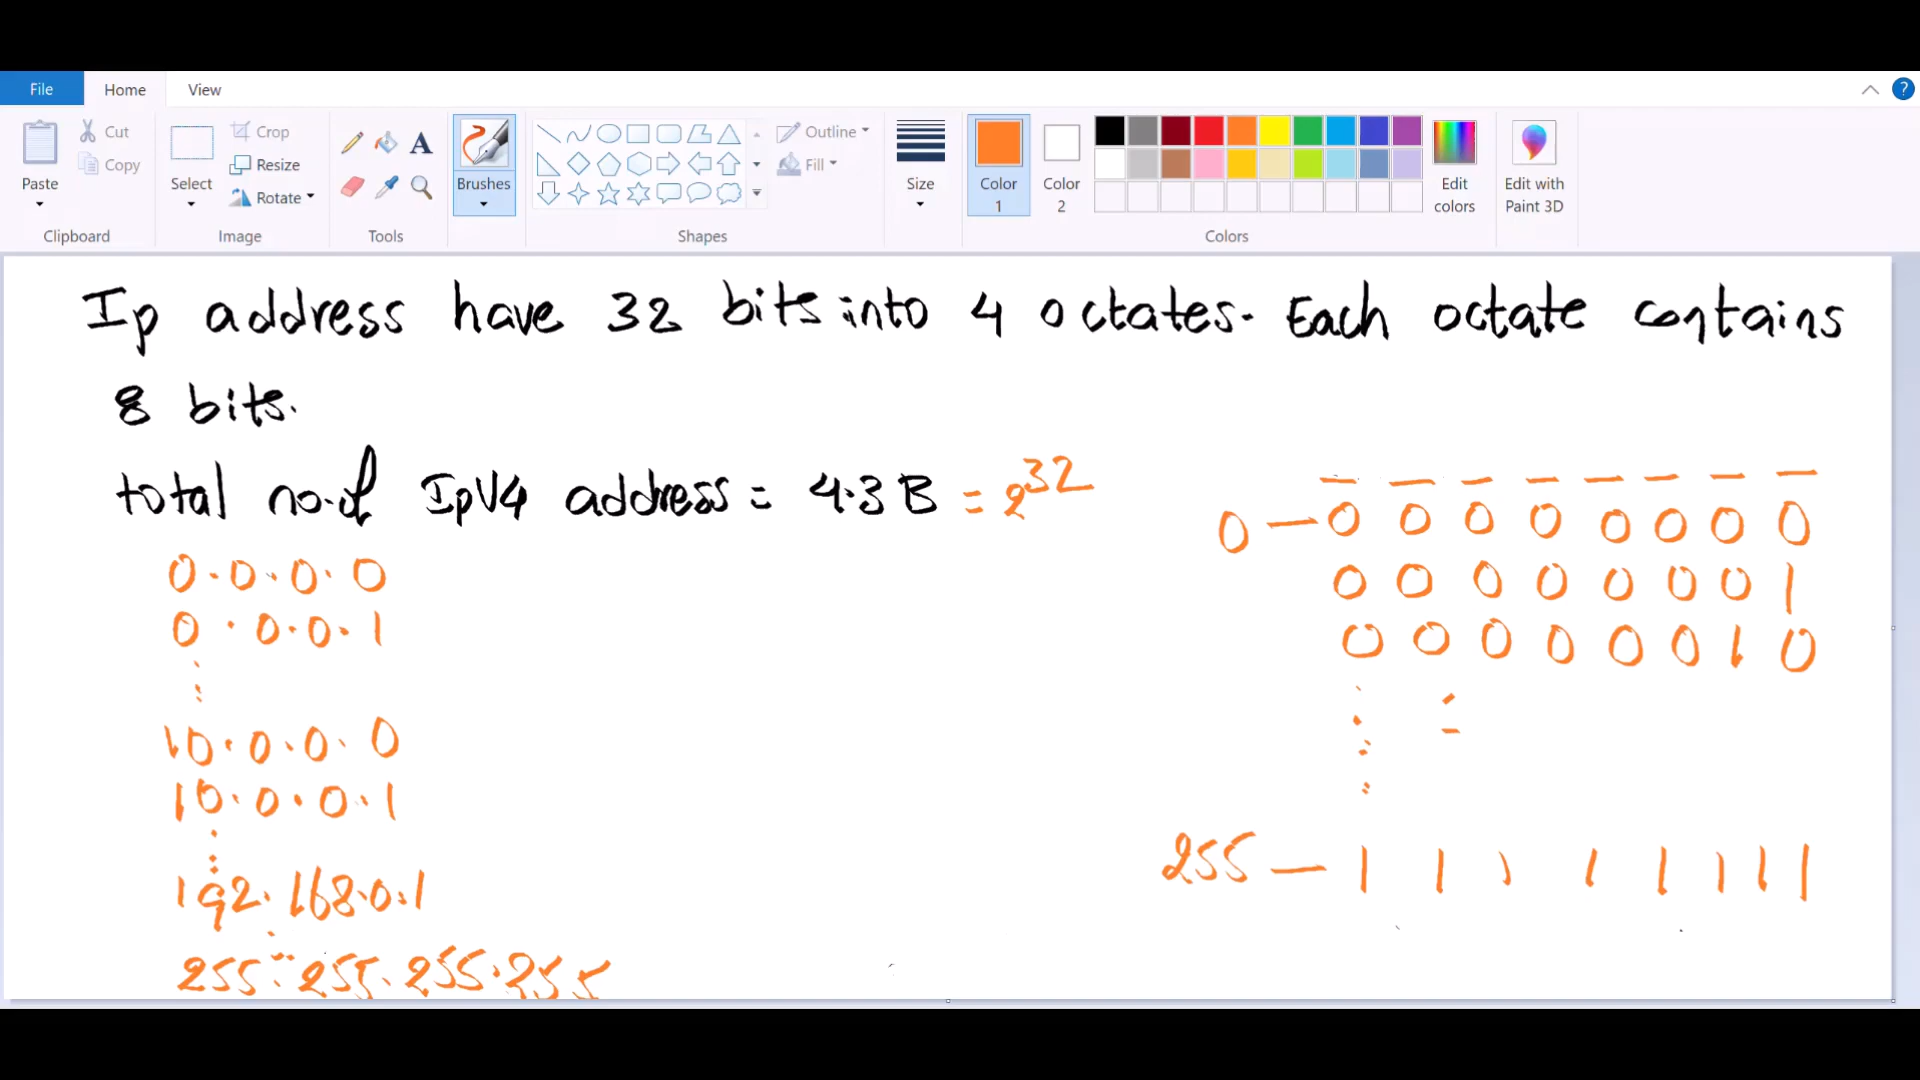 File Home View
Paste
Cut
Copy
Clipboard
Select
Crop
Resize
Rotate
Image
A
Tools
Brushes
Outline
Fill
Shapes
Size
Color 1
Color 2
Edit colors
Colors
Edit with Paint 3D
?
Ip address have 32 bits into 4 octates. Each octate contains
8 bits.
total no.of IpV4 address = 4.3 B = 2^32
0.0.0.0
0.0.0.1
:
10.0.0.0
10.0.0.1
:
192.168.0.1
:
255.255.255.255
_ _ _ _ _ _ _ _
0 — 0 0 0 0 0 0 0 0
0 0 0 0 0 0 0 1
0 0 0 0 0 0 1 0
: :
255 — 1 1 1 1 1 1 1 1